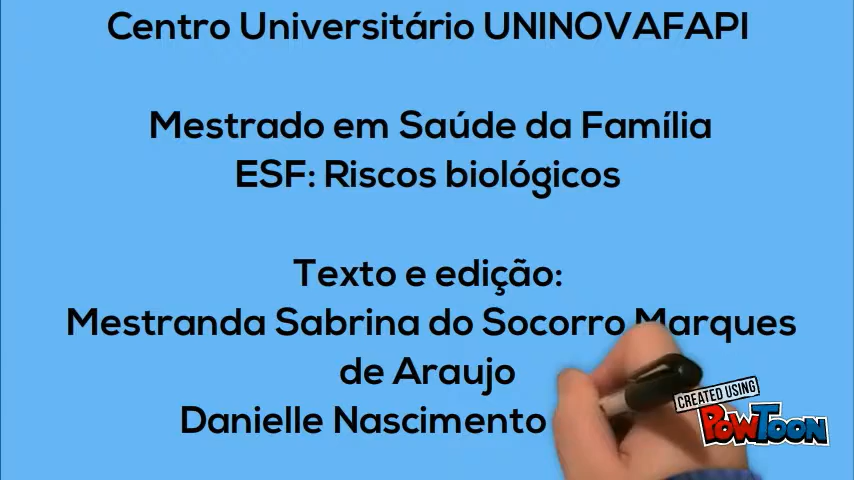 Centro Universitário UNINOVAFAPI
Mestrado em Saúde da Família
ESF: Riscos biológicos
Texto e edição:
Mestranda Sabrina do Socorro Marques
de Araujo
Danielle Nascimento
CREATED USING
POWTOON